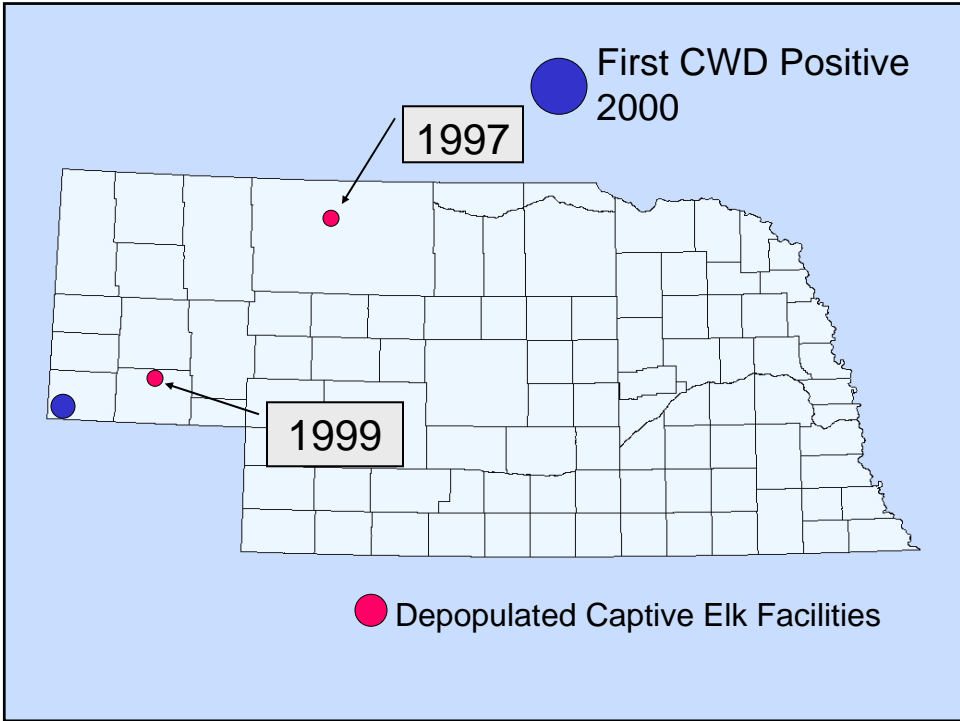 First CWD Positive
2000
1997
1999
Depopulated Captive Elk Facilities